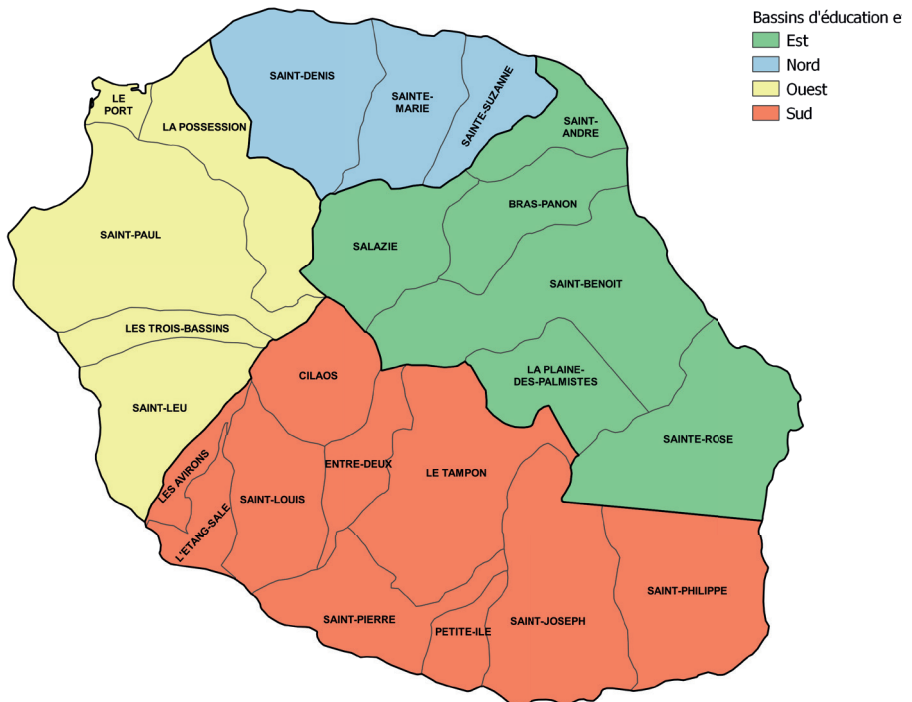 Bassins d'éducation e
Est
Nord
Ouest
Sud
SAINT-DENIS
SAINTE-
MARIE
SAINTE-SUZANNE
LE
PORT
LA POSSESSION
SAINT-
ANDRE
BRAS-PANON
SAINT-PAUL
SALAZIE
SAINT-BENOIT
LES TROIS-BASSINS
CILAOS
LA PLAINE-
DES-PALMISTES
SAINT-LEU
SAINTE-ROSE
LES AVIRONS
ENTRE-DEUX
LE TAMPON
SAINT-LOUIS
L'ETANG-SALE
SAINT-PHILIPPE
SAINT-PIERRE
PETITE-ILE
SAINT-JOSEPH